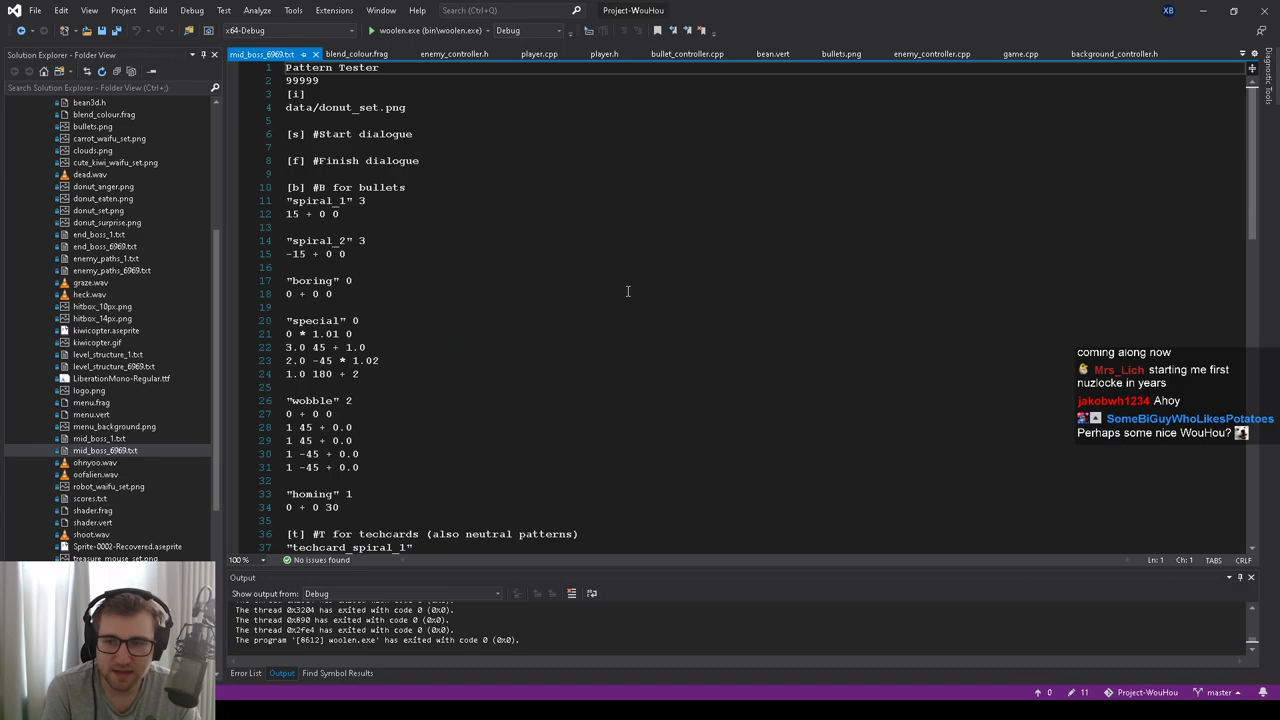 File Edit View Project Build Debug Test Analyze Tools Extensions Window Help Search (Ctrl+Q) Project-WouHou XB
x64-Debug woolen.exe (bin\woolen.exe) Debug
Solution Explorer - Folder View
Search Solution Explorer - Folder View (Ctrl+;)
bean3d.h
blend_colour.frag
bullets.png
carrot_waifu_set.png
clouds.png
cute_kiwi_waifu_set.png
dead.wav
donut_anger.png
donut_eaten.png
donut_set.png
donut_surprise.png
end_boss_1.txt
end_boss_6969.txt
enemy_paths_1.txt
enemy_paths_6969.txt
graze.wav
heck.wav
hitbox_10px.png
hitbox_14px.png
kiwicopter.aseprite
kiwicopter.gif
level_structure_1.txt
level_structure_6969.txt
LiberationMono-Regular.ttf
logo.png
menu.frag
menu.vert
menu_background.png
mid_boss_1.txt
mid_boss_6969.txt
ohnyoo.wav
oofalien.wav
robot_waifu_set.png
scores.txt
shader.frag
shader.vert
shoot.wav
Sprite-0002-Recovered.aseprite
treasure_mouse_set.png
mid_boss_6969.txt blend_colour.frag enemy_controller.h player.cpp player.h bullet_controller.cpp bean.vert bullets.png enemy_controller.cpp game.cpp background_controller.h
1 Pattern Tester
2 99999
3 [i]
4 data/donut_set.png
5
6 [s] #Start dialogue
7
8 [f] #Finish dialogue
9
10 [b] #B for bullets
11 "spiral_1" 3
12 15 + 0 0
13
14 "spiral_2" 3
15 -15 + 0 0
16
17 "boring" 0
18 0 + 0 0
19
20 "special" 0
21 0 * 1.01 0
22 3.0 45 + 1.0
23 2.0 -45 * 1.02
24 1.0 180 + 2
25
26 "wobble" 2
27 0 + 0 0
28 1 45 + 0.0
29 1 45 + 0.0
30 1 -45 + 0.0
31 1 -45 + 0.0
32
33 "homing" 1
34 0 + 0 30
35
36 [t] #T for techcards (also neutral patterns)
37 "techcard_spiral_1"
Diagnostic Tools
coming along now
Mrs_Lich starting me first
nuzlocke in years
jakobwh1234 Ahoy
SomeBiGuyWhoLikesPotatoes
Perhaps some nice WouHou?
100 % No issues found Ln: 1 Ch: 1 TABS CRLF
Output
Show output from: Debug
The thread 0x3204 has exited with code 0 (0x0).
The thread 0x890 has exited with code 0 (0x0).
The thread 0x2fe4 has exited with code 0 (0x0).
The program '[8612] woolen.exe' has exited with code 0 (0x0).
Error List Output Find Symbol Results
0 11 Project-WouHou master